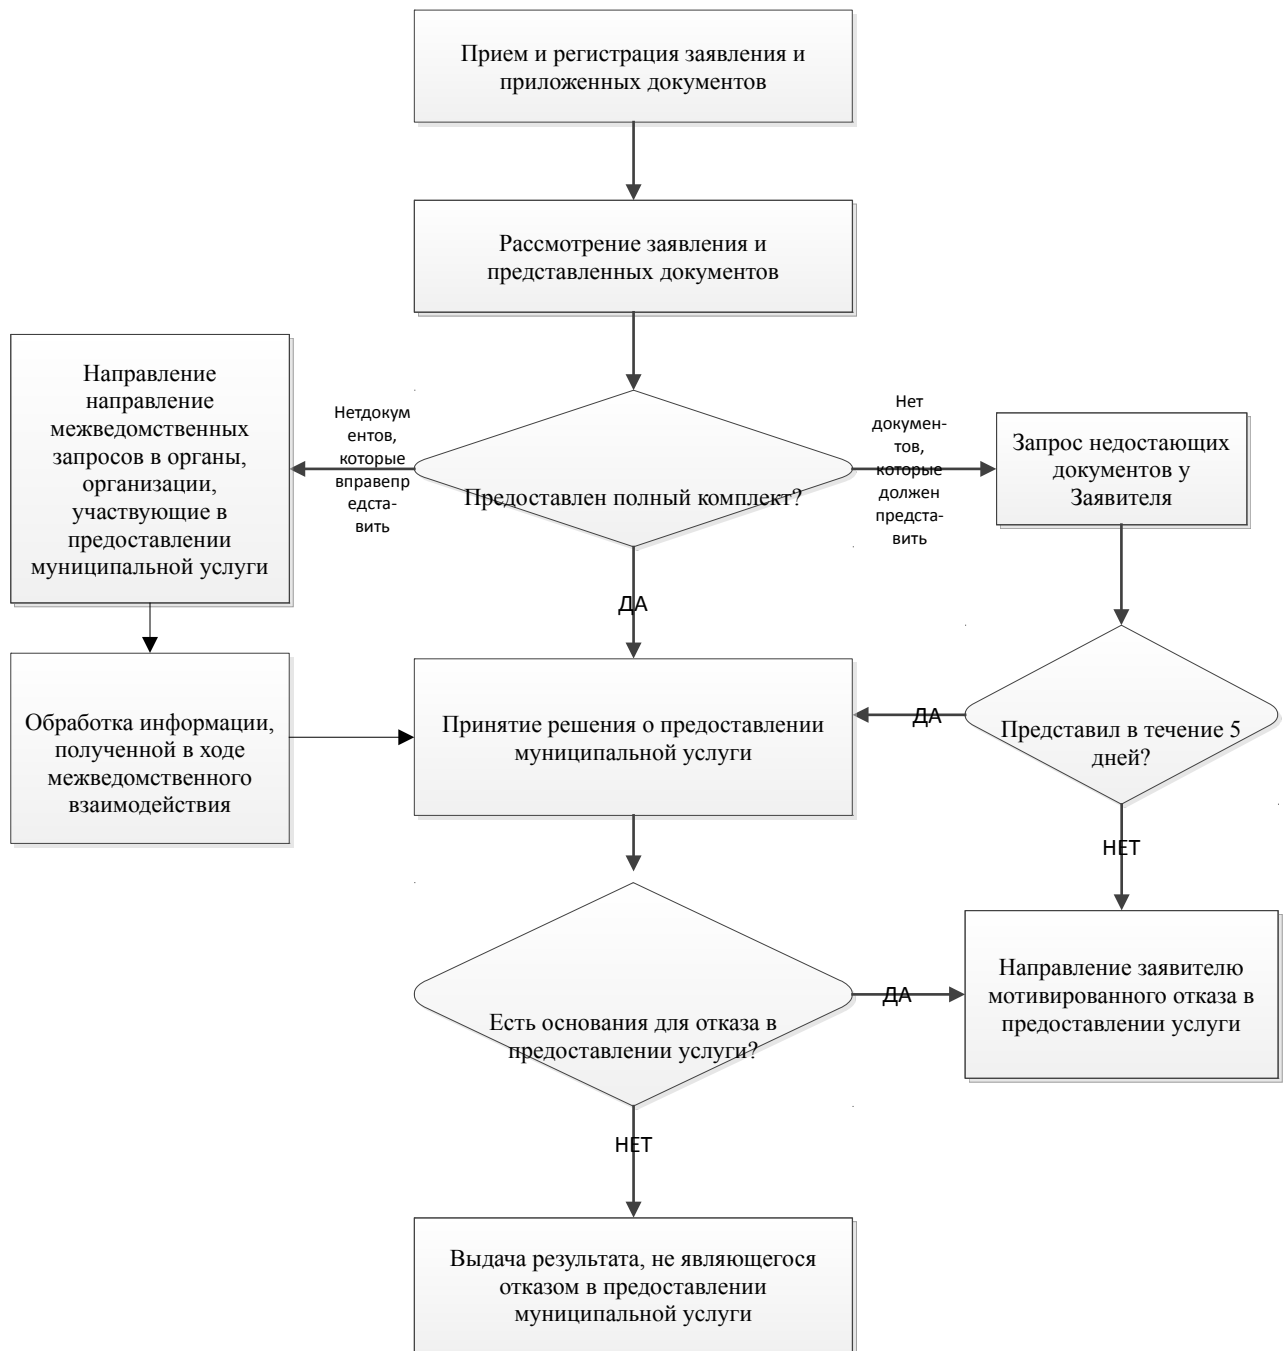 Прием и регистрация заявления и
приложенных документов
Рассмотрение заявления и
представленных документов
Направление
направление
межведомственных
запросов в органы,
организации,
участвующие в
предоставлении
муниципальной услуги
Нетдокум
ентов,
которые
вправепр
едста-
вить
Предоставлен полный комплект?
Нет
докумен-
тов,
которые
должен
предста-
вить
Запрос недостающих
документов у
Заявителя
ДА
Обработка информации,
полученной в ходе
межведомственного
взаимодействия
Принятие решения о предоставлении
муниципальной услуги
ДА
Представил в течение 5
дней?
НЕТ
Есть основания для отказа в
предоставлении услуги?
ДА
Направление заявителю
мотивированного отказа в
предоставлении услуги
НЕТ
Выдача результата, не являющегося
отказом в предоставлении
муниципальной услуги